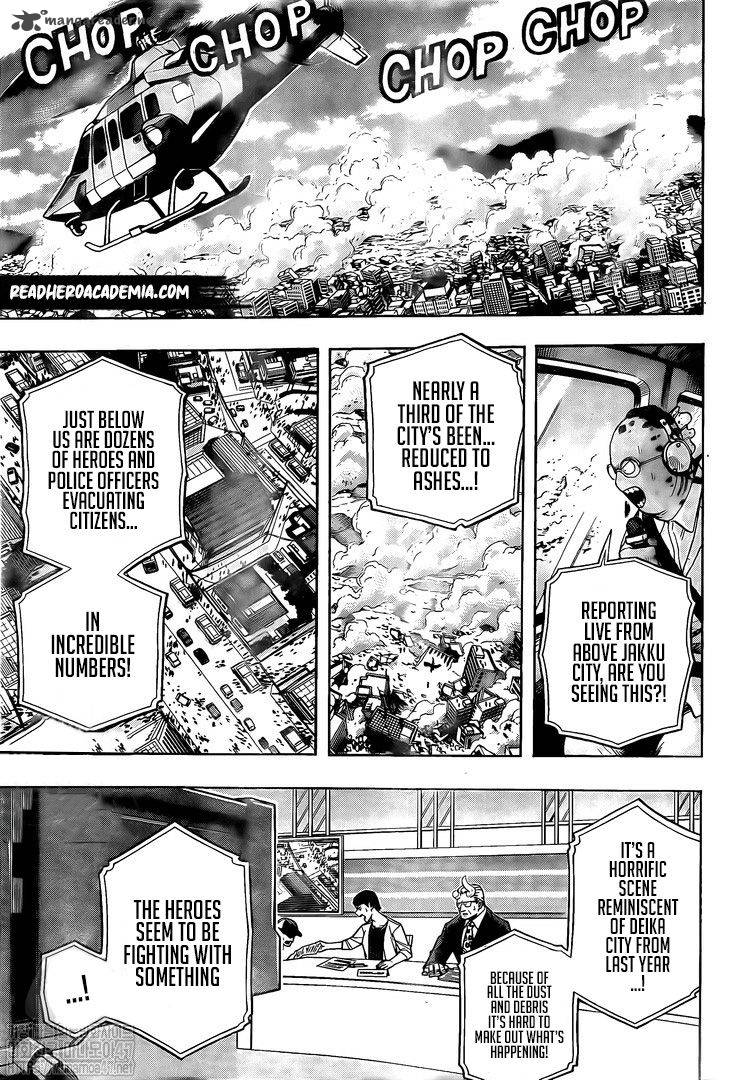 mangareader
CHOP
CHOP
CHOP
CHOP
READHEROACADEMIA.COM
REPORTING
LIVE FROM
ABOVE JAKKU
CITY, ARE YOU
SEEING THIS?!
NEARLY A
THIRD OF THE
CITY'S BEEN...
REDUCED TO
ASHES...!
JUST BELOW
US ARE DOZENS
OF HEROES AND
POLICE OFFICERS
EVACUATING
CITIZENS...
IN
INCREDIBLE
NUMBERS!
IT'S A
HORRIFIC
SCENE
REMINISCENT
OF DEIKA
CITY FROM
LAST YEAR
...!
BECAUSE OF
ALL THE DUST
AND DEBRIS
IT'S HARD TO
MAKE OUT WHAT'S
HAPPENING!
THE HEROES
SEEM TO BE
FIGHTING WITH
SOMETHING
...!